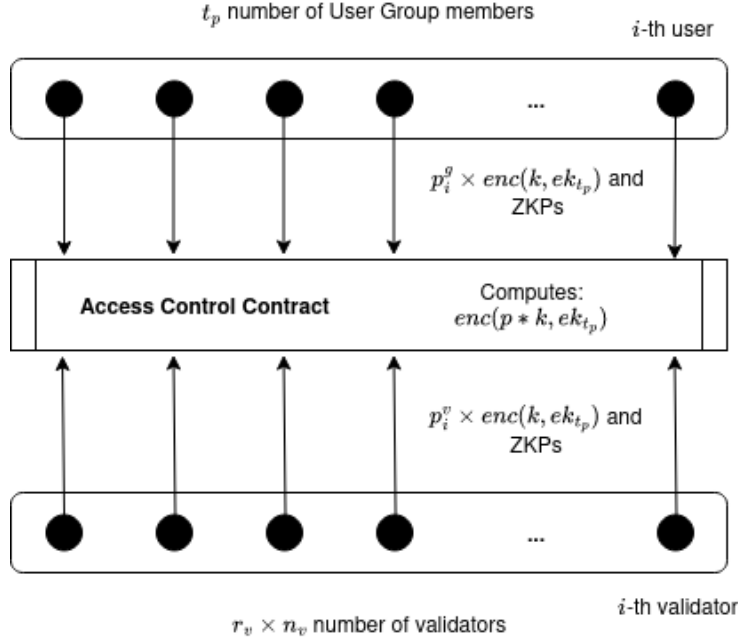 t_p number of User Group members
i-th user
...
p_i^g × enc(k, ek_{t_p}) and
ZKPs
Access Control Contract
Computes:
enc(p * k, ek_{t_p})
p_i^v × enc(k, ek_{t_p}) and
ZKPs
...
i-th validator
r_v × n_v number of validators